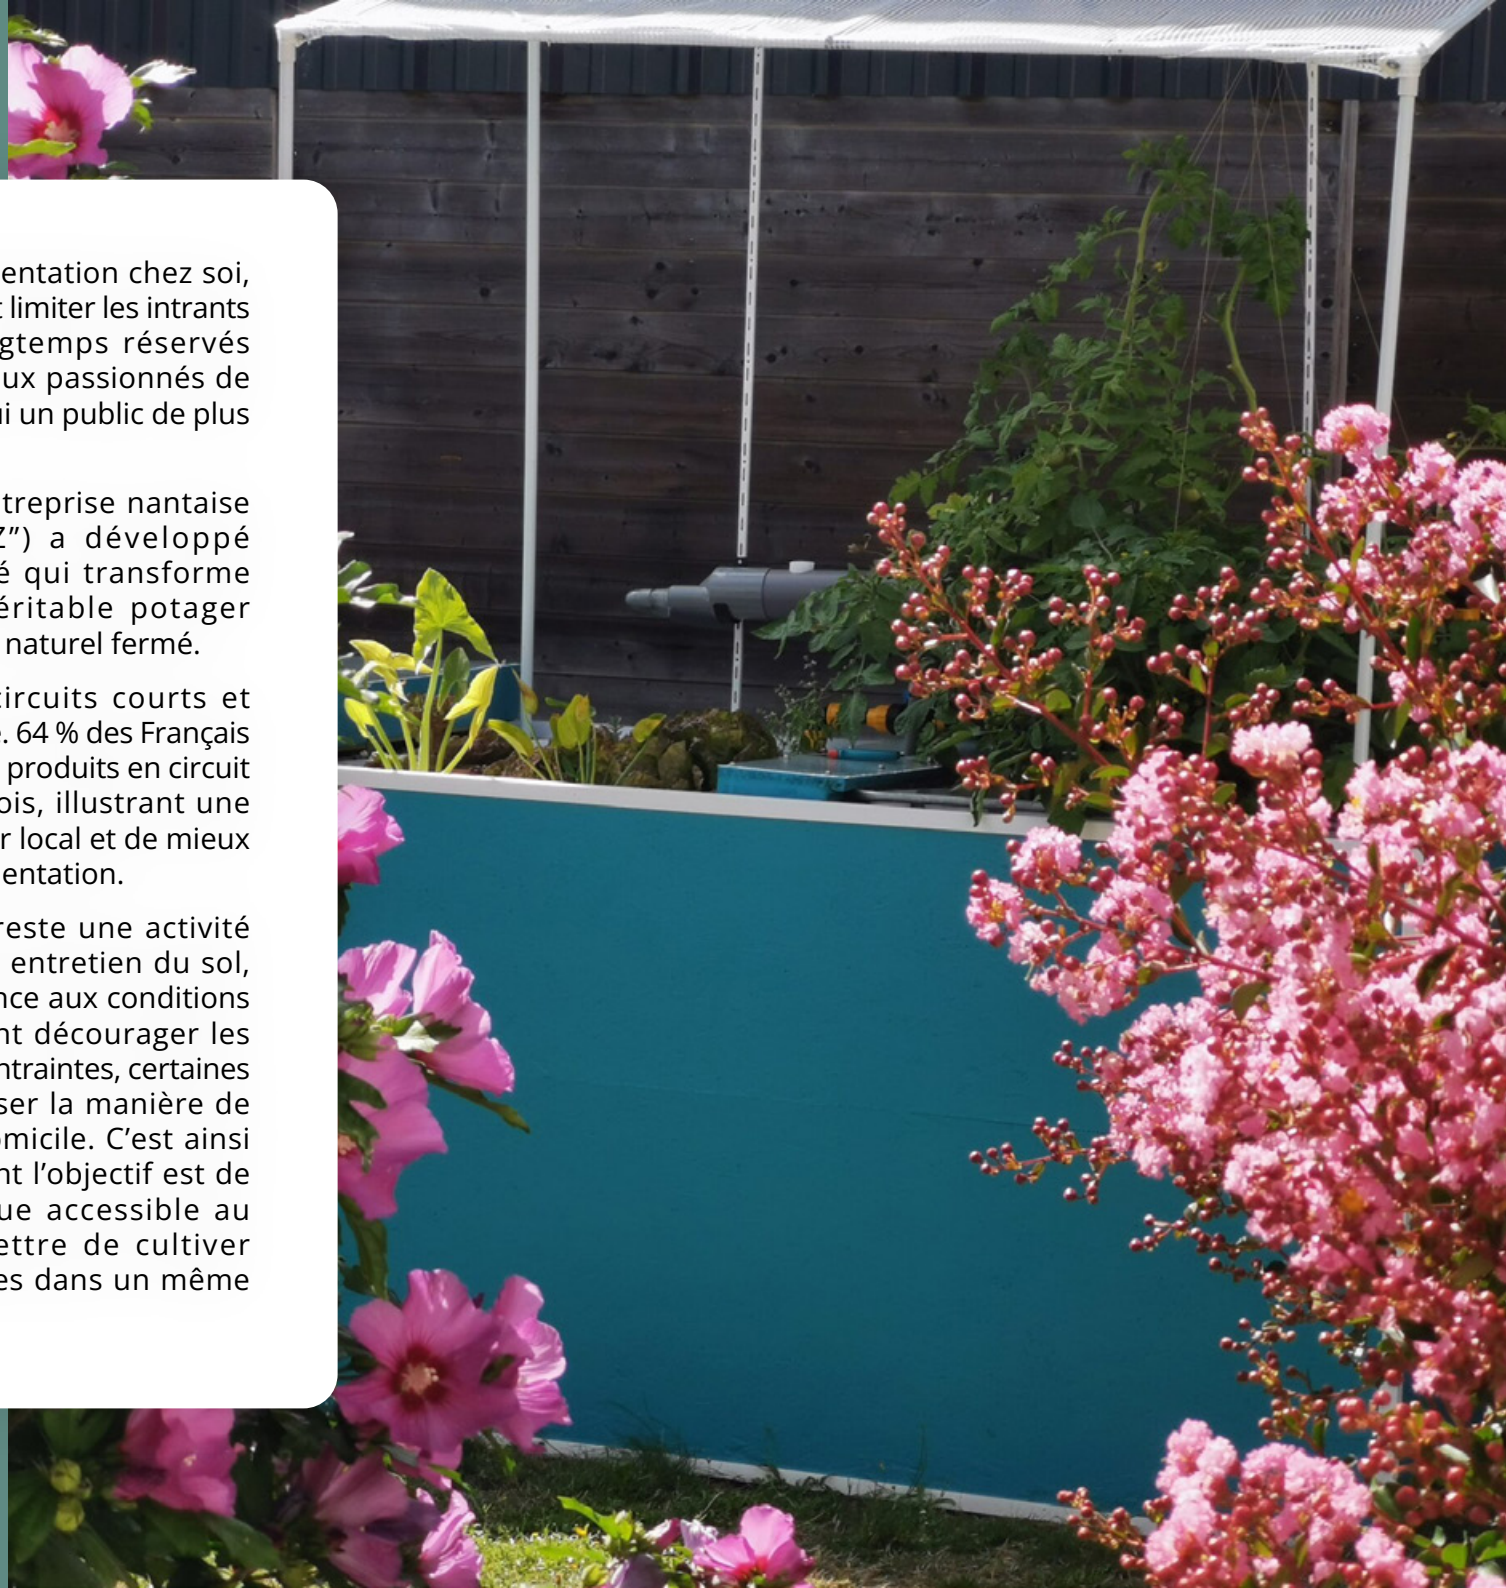 entation chez soi,
limiter les intrants
gtemps réservés
ux passionnés de
i un public de plus
treprise nantaise
Z”) a développé
é qui transforme
éritable potager
naturel fermé.
circuits courts et
. 64 % des Français
produits en circuit
ois, illustrant une
r local et de mieux
entation.
reste une activité
entretien du sol,
nce aux conditions
nt décourager les
ntraintes, certaines
ser la manière de
omicile. C’est ainsi
nt l’objectif est de
ue accessible au
ettre de cultiver
es dans un même